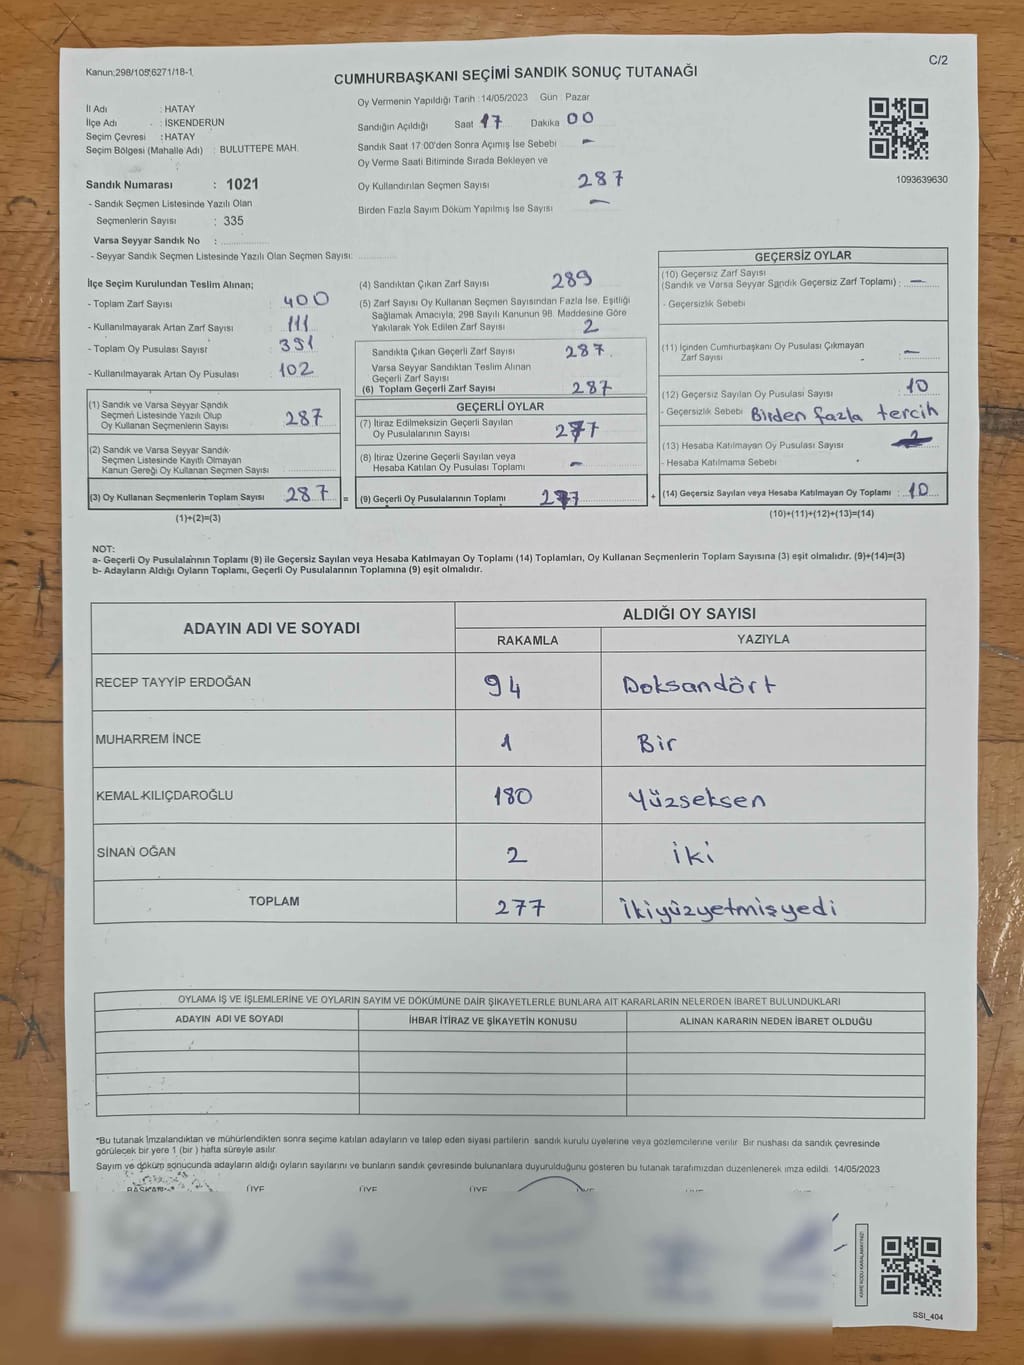 Kanun;298/105;6271/18-1
C/2
CUMHURBAŞKANI SEÇİMİ SANDIK SONUÇ TUTANAĞI
İl Adı : HATAY
İlçe Adı : İSKENDERUN
Seçim Çevresi : HATAY
Seçim Bölgesi (Mahalle Adı) : BULUTTEPE MAH.
Sandık Numarası : 1021
- Sandık Seçmen Listesinde Yazılı Olan
Seçmenlerin Sayısı : 335
Varsa Seyyar Sandık No :
- Seyyar Sandık Seçmen Listesinde Yazılı Olan Seçmen Sayısı:
Oy Vermenin Yapıldığı Tarih : 14/05/2023 Gün : Pazar
Sandığın Açıldığı Saat 17 Dakika 00
Sandık Saat 17:00'den Sonra Açımış İse Sebebi –
Oy Verme Saati Bitiminde Sırada Bekleyen ve
Oy Kullandırılan Seçmen Sayısı 287
Birden Fazla Sayım Döküm Yapılmış İse Sayısı –
1093639630
İlçe Seçim Kurulundan Teslim Alınan;
- Toplam Zarf Sayısı : 400
- Kullanılmayarak Artan Zarf Sayısı : 111
- Toplam Oy Pusulası Sayısı : 391
- Kullanılmayarak Artan Oy Pusulası : 102
(1) Sandık ve Varsa Seyyar Sandık
Seçmen Listesinde Yazılı Olup
Oy Kullanan Seçmenlerin Sayısı : 287
(2) Sandık ve Varsa Seyyar Sandık
Seçmen Listesinde Kayıtlı Olmayan
Kanun Gereği Oy Kullanan Seçmen Sayısı :
(3) Oy Kullanan Seçmenlerin Toplam Sayısı : 287 =
(1)+(2)=(3)
(4) Sandıktan Çıkan Zarf Sayısı 289
(5) Zarf Sayısı Oy Kullanan Seçmen Sayısından Fazla İse, Eşitliği
Sağlamak Amacıyla, 298 Sayılı Kanunun 98. Maddesine Göre
Yakılarak Yok Edilen Zarf Sayısı 2
Sandıkta Çıkan Geçerli Zarf Sayısı 287
Varsa Seyyar Sandıktan Teslim Alınan
Geçerli Zarf Sayısı
(6) Toplam Geçerli Zarf Sayısı 287
GEÇERLİ OYLAR
(7) İtiraz Edilmeksizin Geçerli Sayılan
Oy Pusulalarının Sayısı 277
(8) İtiraz Üzerine Geçerli Sayılan veya
Hesaba Katılan Oy Pusulası Toplamı –
(9) Geçerli Oy Pusulalarının Toplamı 277 +
GEÇERSİZ OYLAR
(10) Geçersiz Zarf Sayısı
(Sandık ve Varsa Seyyar Sandık Geçersiz Zarf Toplamı) : –
- Geçersizlik Sebebi
(11) İçinden Cumhurbaşkanı Oy Pusulası Çıkmayan
Zarf Sayısı : –
(12) Geçersiz Sayılan Oy Pusulası Sayısı : 10
- Geçersizlik Sebebi Birden fazla tercih
(13) Hesaba Katılmayan Oy Pusulası Sayısı
- Hesaba Katılmama Sebebi
(14) Geçersiz Sayılan veya Hesaba Katılmayan Oy Toplamı : 10
(10)+(11)+(12)+(13)=(14)
NOT:
a- Geçerli Oy Pusulalarının Toplamı (9) ile Geçersiz Sayılan veya Hesaba Katılmayan Oy Toplamı (14) Toplamları, Oy Kullanan Seçmenlerin Toplam Sayısına (3) eşit olmalıdır. (9)+(14)=(3)
b- Adayların Aldığı Oyların Toplamı, Geçerli Oy Pusulalarının Toplamına (9) eşit olmalıdır.
ADAYIN ADI VE SOYADI ALDIĞI OY SAYISI
RAKAMLA YAZIYLA
RECEP TAYYİP ERDOĞAN 94 Doksandört
MUHARREM İNCE 1 Bir
KEMAL KILIÇDAROĞLU 180 Yüzseksen
SİNAN OĞAN 2 iki
TOPLAM 277 İkiyüzyetmişyedi
OYLAMA İŞ VE İŞLEMLERİNE VE OYLARIN SAYIM VE DÖKÜMÜNE DAİR ŞİKAYETLERLE BUNLARA AİT KARARLARIN NELERDEN İBARET BULUNDUKLARI
ADAYIN ADI VE SOYADI İHBAR İTİRAZ VE ŞİKAYETİN KONUSU ALINAN KARARIN NEDEN İBARET OLDUĞU
*Bu tutanak imzalandıktan ve mühürlendikten sonra seçime katılan adayların ve talep eden siyasi partilerin sandık kurulu üyelerine veya gözlemcilerine verilir. Bir nüshası da sandık çevresinde
görülecek bir yere 1 (bir ) hafta süreyle asılır.
Sayım ve döküm sonucunda adayların aldığı oyların sayılarını ve bunların sandık çevresinde bulunanlara duyurulduğunu gösteren bu tutanak tarafımızdan düzenlenerek imza edildi. 14/05/2023
BAŞKAN ÜYE ÜYE ÜYE
KARE KODU KARALAMAYINIZ!
SSI_404